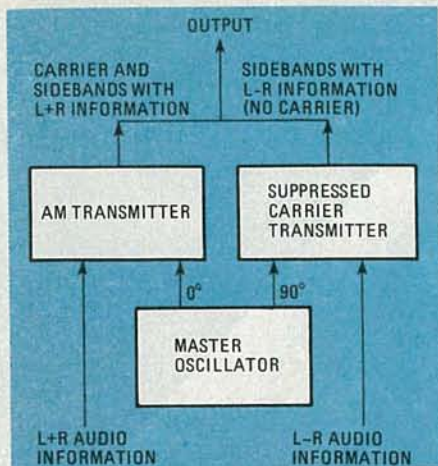 OUTPUT
CARRIER AND
SIDEBANDS WITH
L+R INFORMATION
SIDEBANDS WITH
L-R INFORMATION
(NO CARRIER)
AM TRANSMITTER
SUPPRESSED
CARRIER
TRANSMITTER
0°
90°
MASTER
OSCILLATOR
L+R AUDIO
INFORMATION
L-R AUDIO
INFORMATION